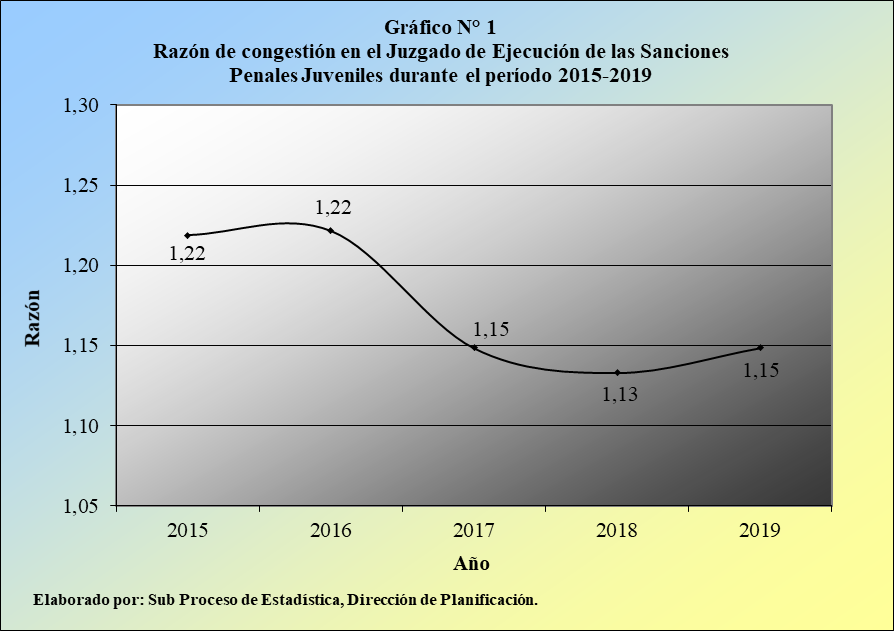 Gráfico N° 1
Razón de congestión en el Juzgado de Ejecución de las Sanciones
Penales Juveniles durante el período 2015-2019
1,30
1,25
1,20
1,15
1,10
1,05
Razón
1,22
1,22
1,15
1,13
1,15
2015 2016 2017 2018 2019
Año
Elaborado por: Sub Proceso de Estadística, Dirección de Planificación.